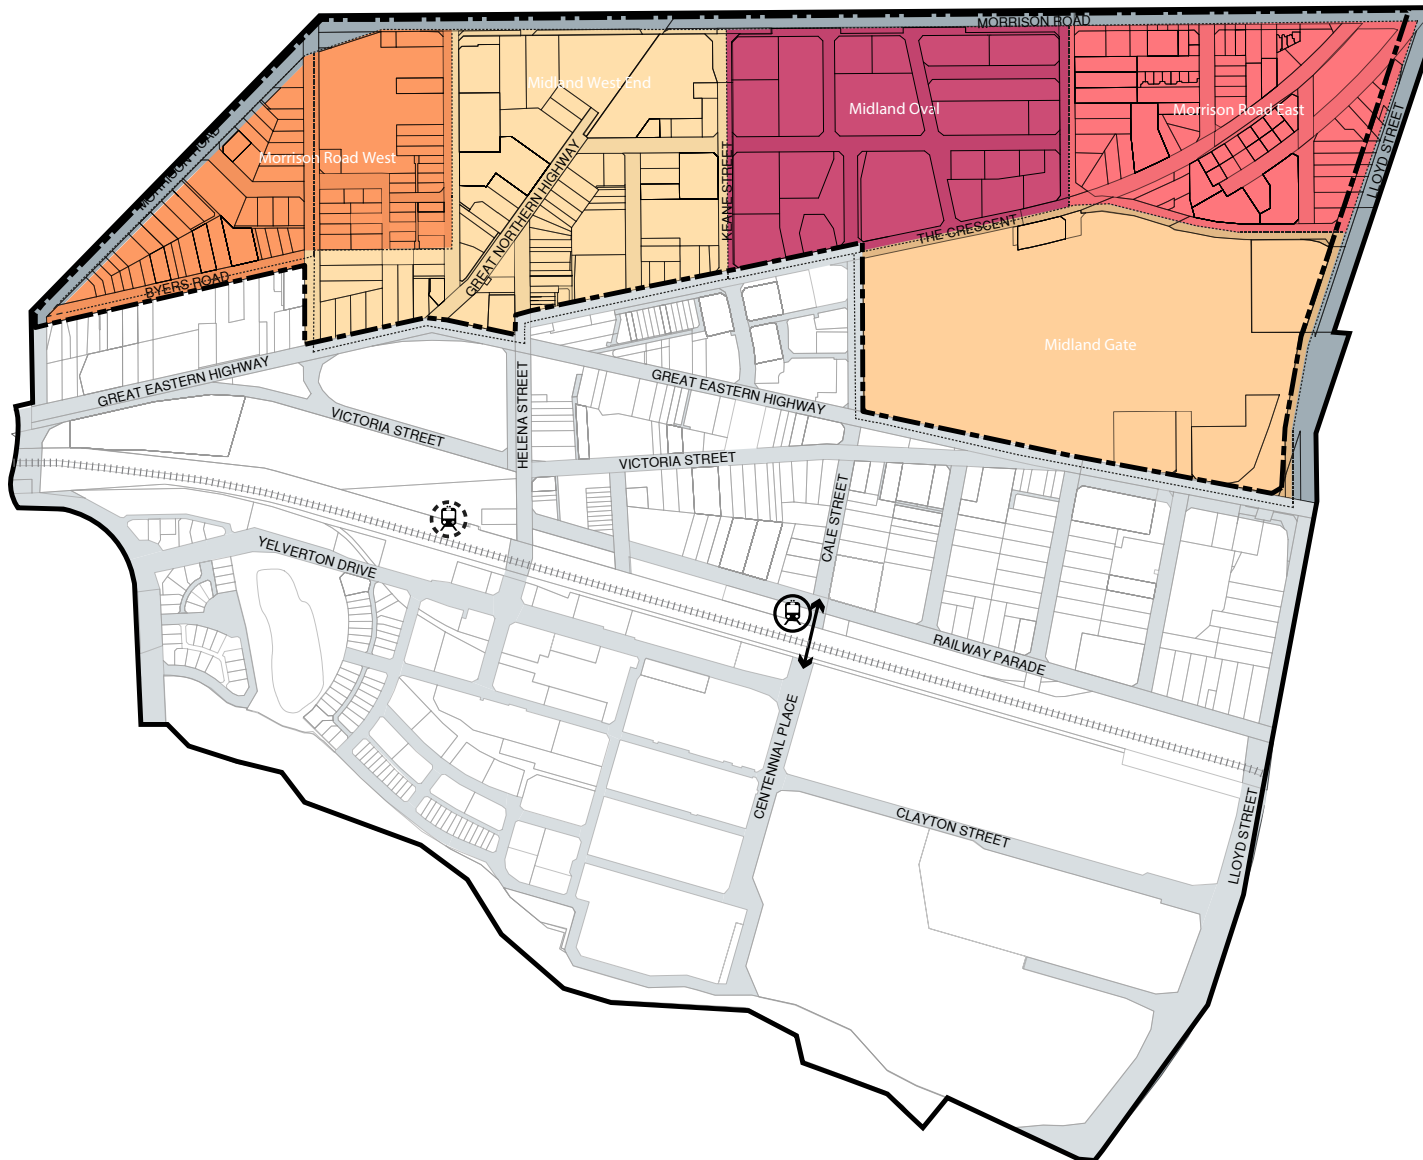 MORRISON ROAD
Midland West End
Midland Oval
Morrison Road East
MORRISON ROAD
Morrison Road West
LLOYD STREET
KEANE STREET
GREAT NORTHERN HIGHWAY
THE CRESCENT
BYERS ROAD
Midland Gate
GREAT EASTERN HIGHWAY
GREAT EASTERN HIGHWAY
HELENA STREET
VICTORIA STREET
VICTORIA STREET
CALE STREET
YELVERTON DRIVE
RAILWAY PARADE
CENTENNIAL PLACE
CLAYTON STREET
LLOYD STREET